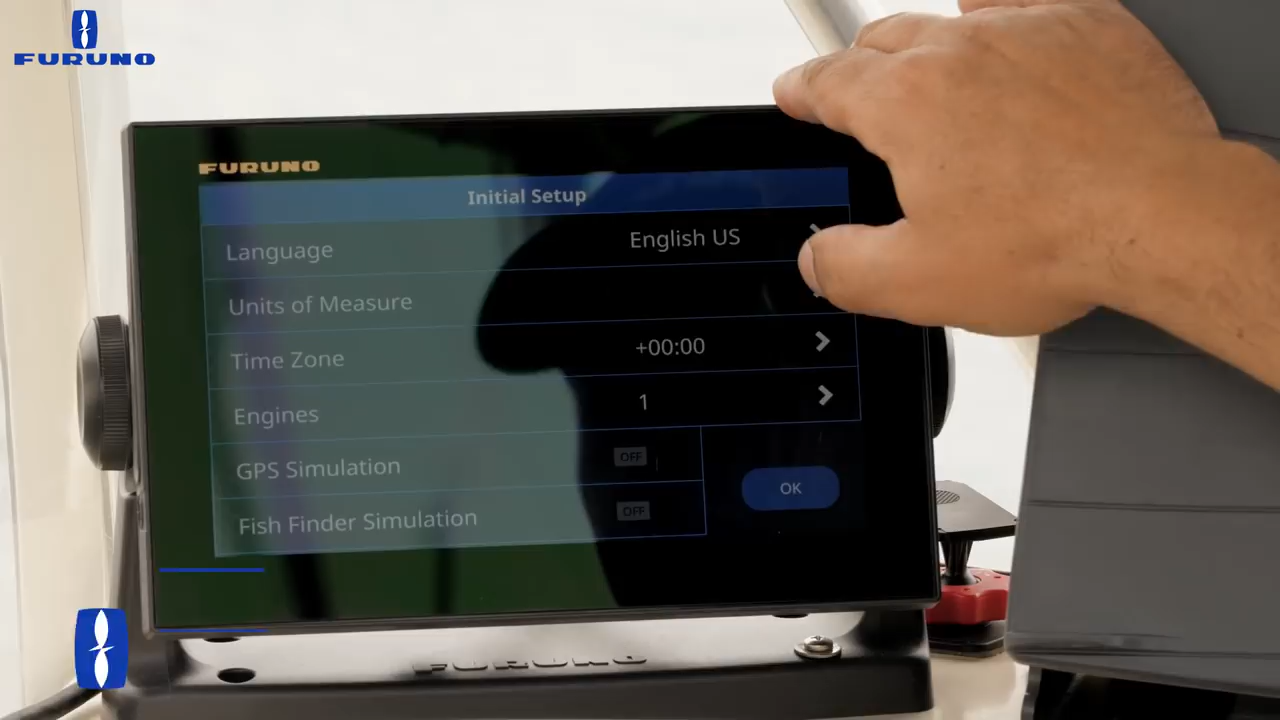 FURUNO
FURUNO
Initial Setup
Language English US
Units of Measure
Time Zone +00:00
Engines 1
GPS Simulation OFF
Fish Finder Simulation OFF
OK
FURUNO